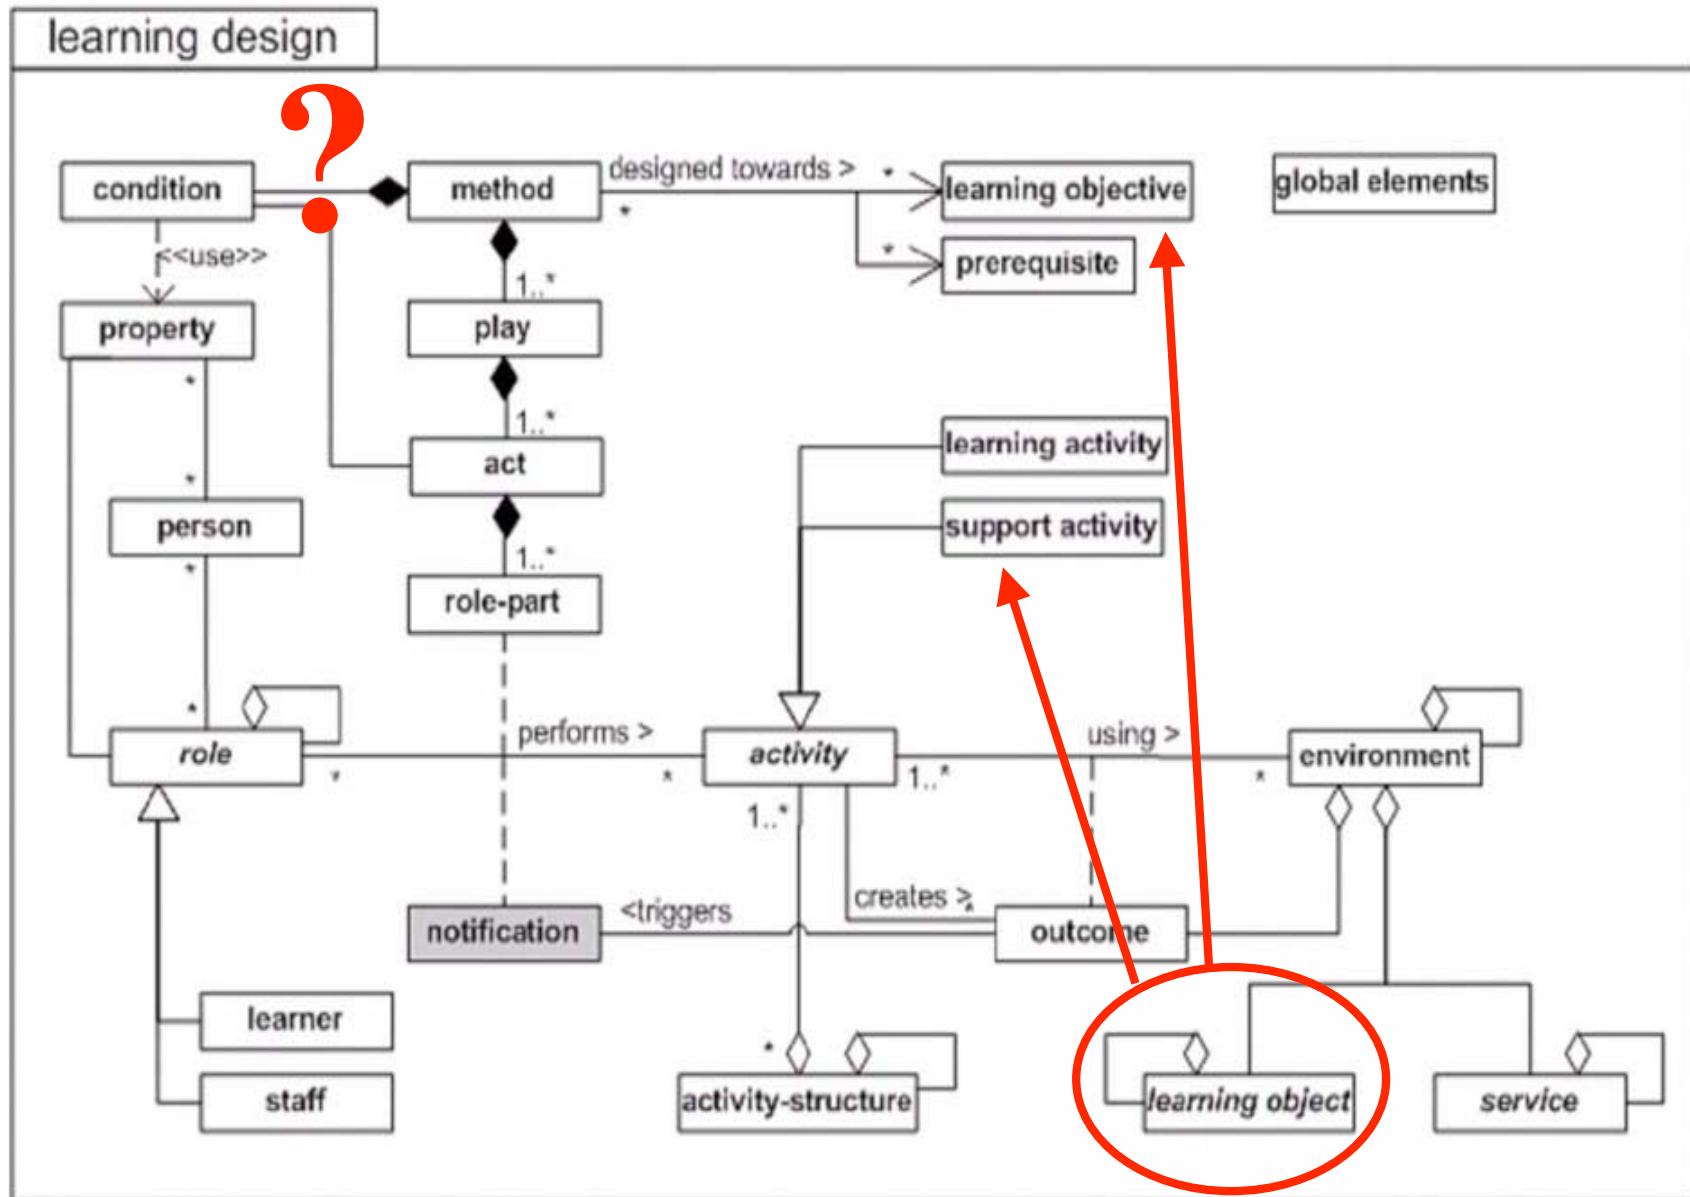 learning design
?
condition
method
designed towards >
*
learning objective
global elements
*
<<use>>
*
prerequisite
1..*
property
play
*
1..*
learning activity
act
*
person
support activity
*
1..*
role-part
*
role
performs >
activity
using >
environment
*
*
1..*
*
1..*
creates >
*
notification
<triggers
outcome
learner
*
staff
activity-structure
learning object
service